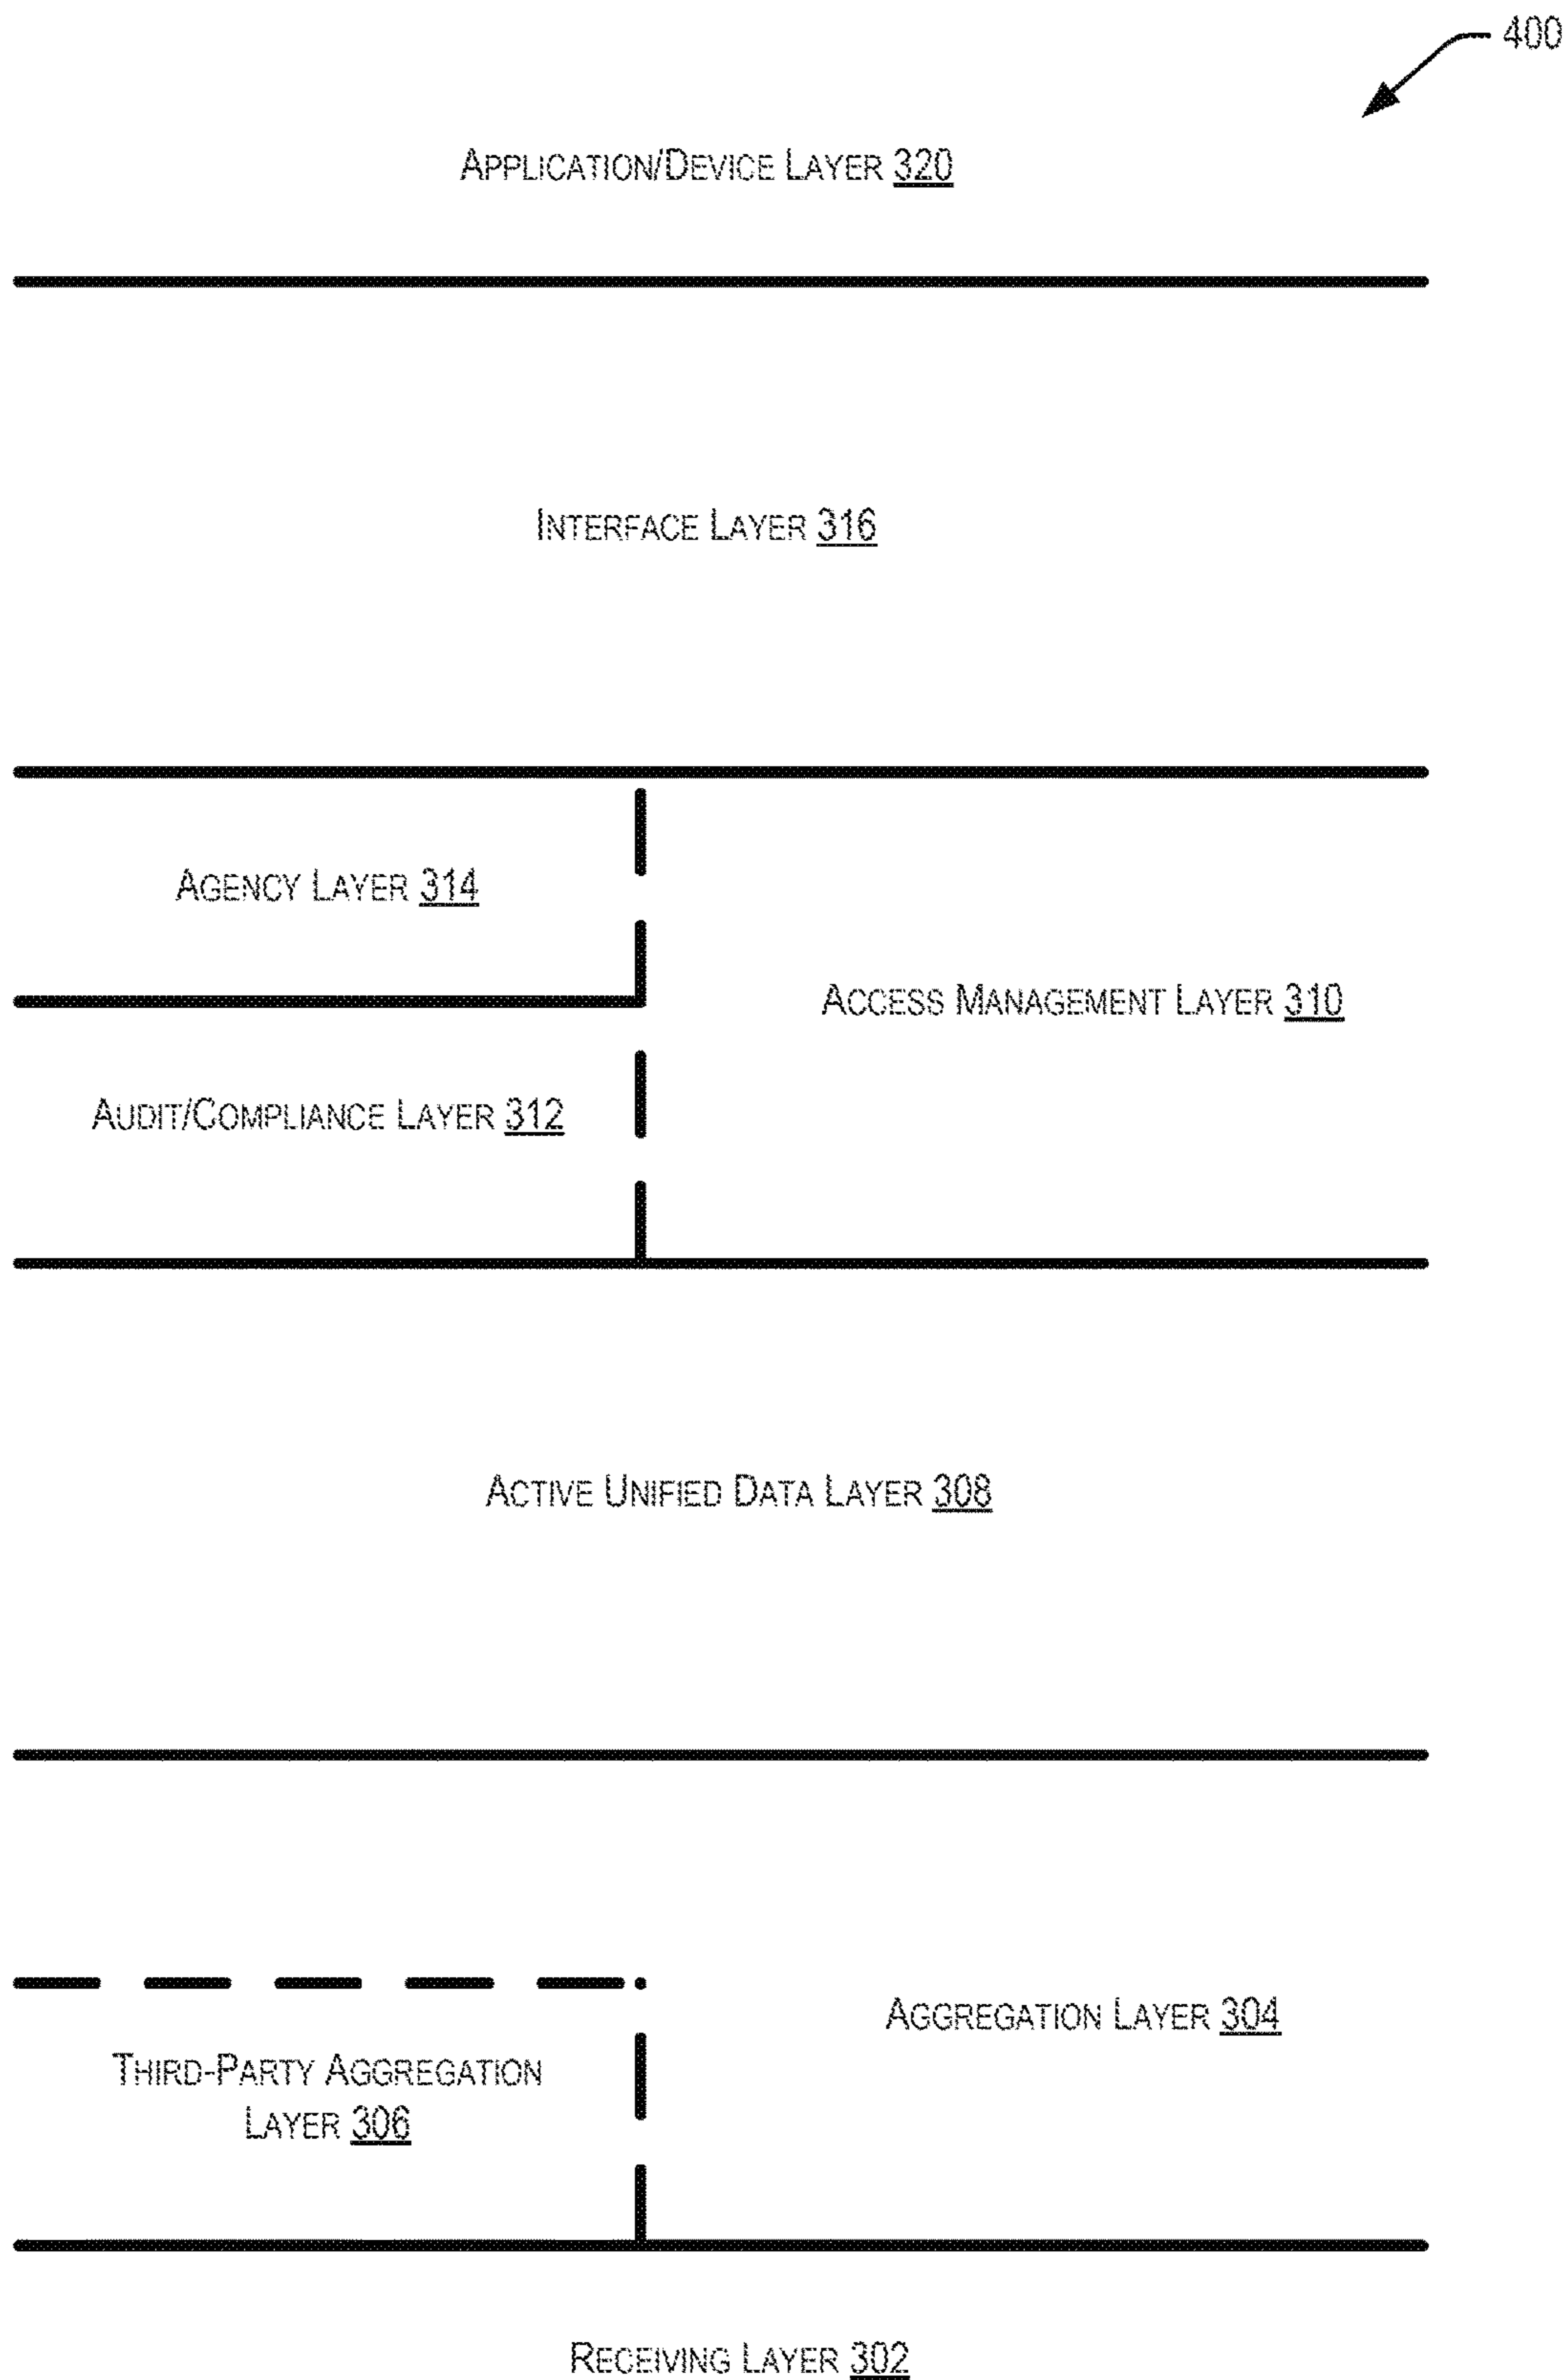 400
APPLICATION/DEVICE LAYER 320
INTERFACE LAYER 316
AGENCY LAYER 314
ACCESS MANAGEMENT LAYER 310
AUDIT/COMPLIANCE LAYER 312
ACTIVE UNIFIED DATA LAYER 308
AGGREGATION LAYER 304
THIRD-PARTY AGGREGATION
LAYER 306
RECEIVING LAYER 302